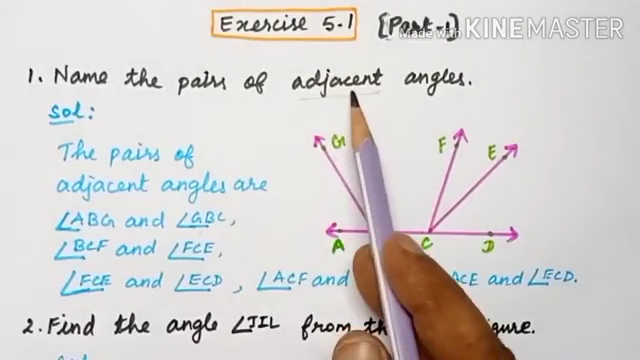 Exercise 5.1 [Part-1]
Made with KINEMASTER
1. Name the pairs of adjacent angles.
Sol:
The pairs of
adjacent angles are
∠ABG and ∠GBC,
∠BCF and ∠FCE,
∠FCE and ∠ECD, ∠ACF and ACE and ∠ECD.
G F E
A C D
2. Find the angle ∠JIL from the figure.